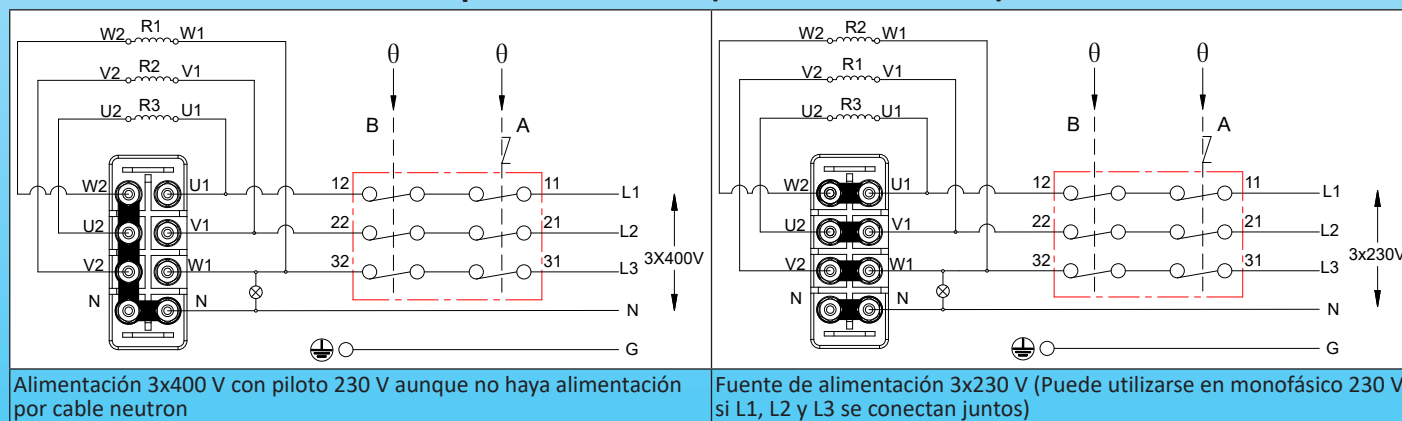 W2 R1 W1
V2 R2 V1
U2 R3 U1
θ θ
B A
W2 U1 12 11 L1
U2 V1 22 21 L2
3X400V
V2 W1 32 31 L3
N N N
G
Alimentación 3x400 V con piloto 230 V aunque no haya alimentación
por cable neutron
W2 R2 W1
V2 R1 V1
U2 R3 U1
θ θ
B A
W2 U1 12 11 L1
U2 V1 22 21 L2
3x230V
V2 W1 32 31 L3
N N N
G
Fuente de alimentación 3x230 V (Puede utilizarse en monofásico 230 V
si L1, L2 y L3 se conectan juntos)